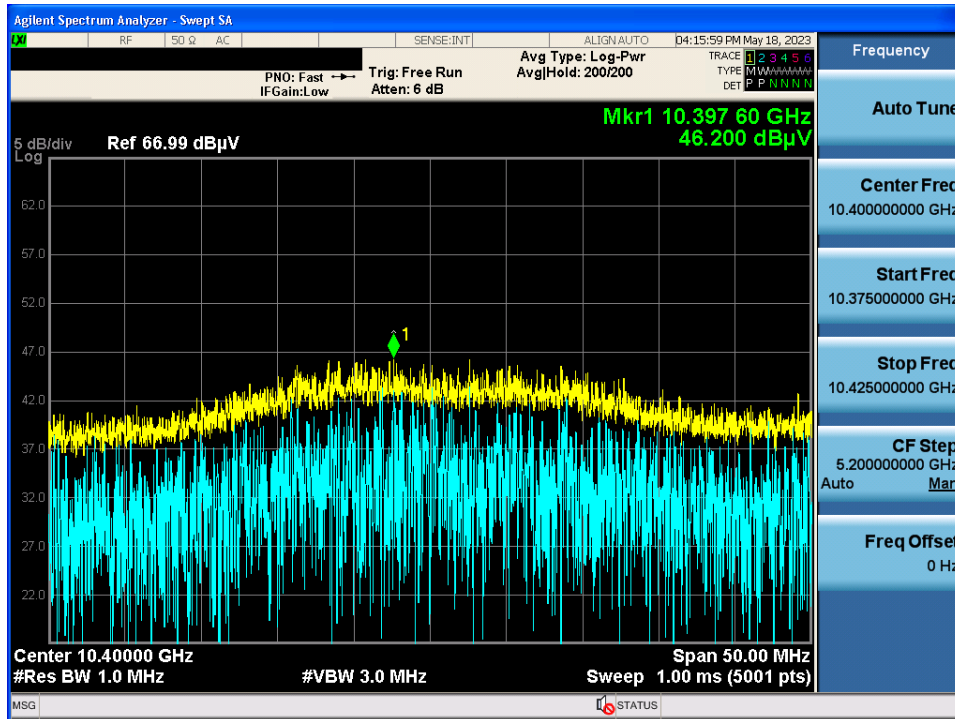 Agilent Spectrum Analyzer - Swept SA
LXI RF 50 Ω AC SENSE:INT ALIGN AUTO 04:15:59 PM May 18, 2023
PNO: Fast Trig: Free Run Avg Type: Log-Pwr TRACE 1 2 3 4 5 6
IFGain:Low Atten: 6 dB Avg|Hold: 200/200 TYPE M WWWWW
DET P P N N N N
Mkr1 10.397 60 GHz
46.200 dBµV
5 dB/div Ref 66.99 dBµV
Log
62.0
57.0
52.0
47.0
42.0
37.0
32.0
27.0
22.0
1
Center 10.40000 GHz Span 50.00 MHz
#Res BW 1.0 MHz #VBW 3.0 MHz Sweep 1.00 ms (5001 pts)
MSG STATUS
Frequency
Auto Tune
Center Freq
10.400000000 GHz
Start Freq
10.375000000 GHz
Stop Freq
10.425000000 GHz
CF Step
5.200000000 GHz
Auto Man
Freq Offset
0 Hz